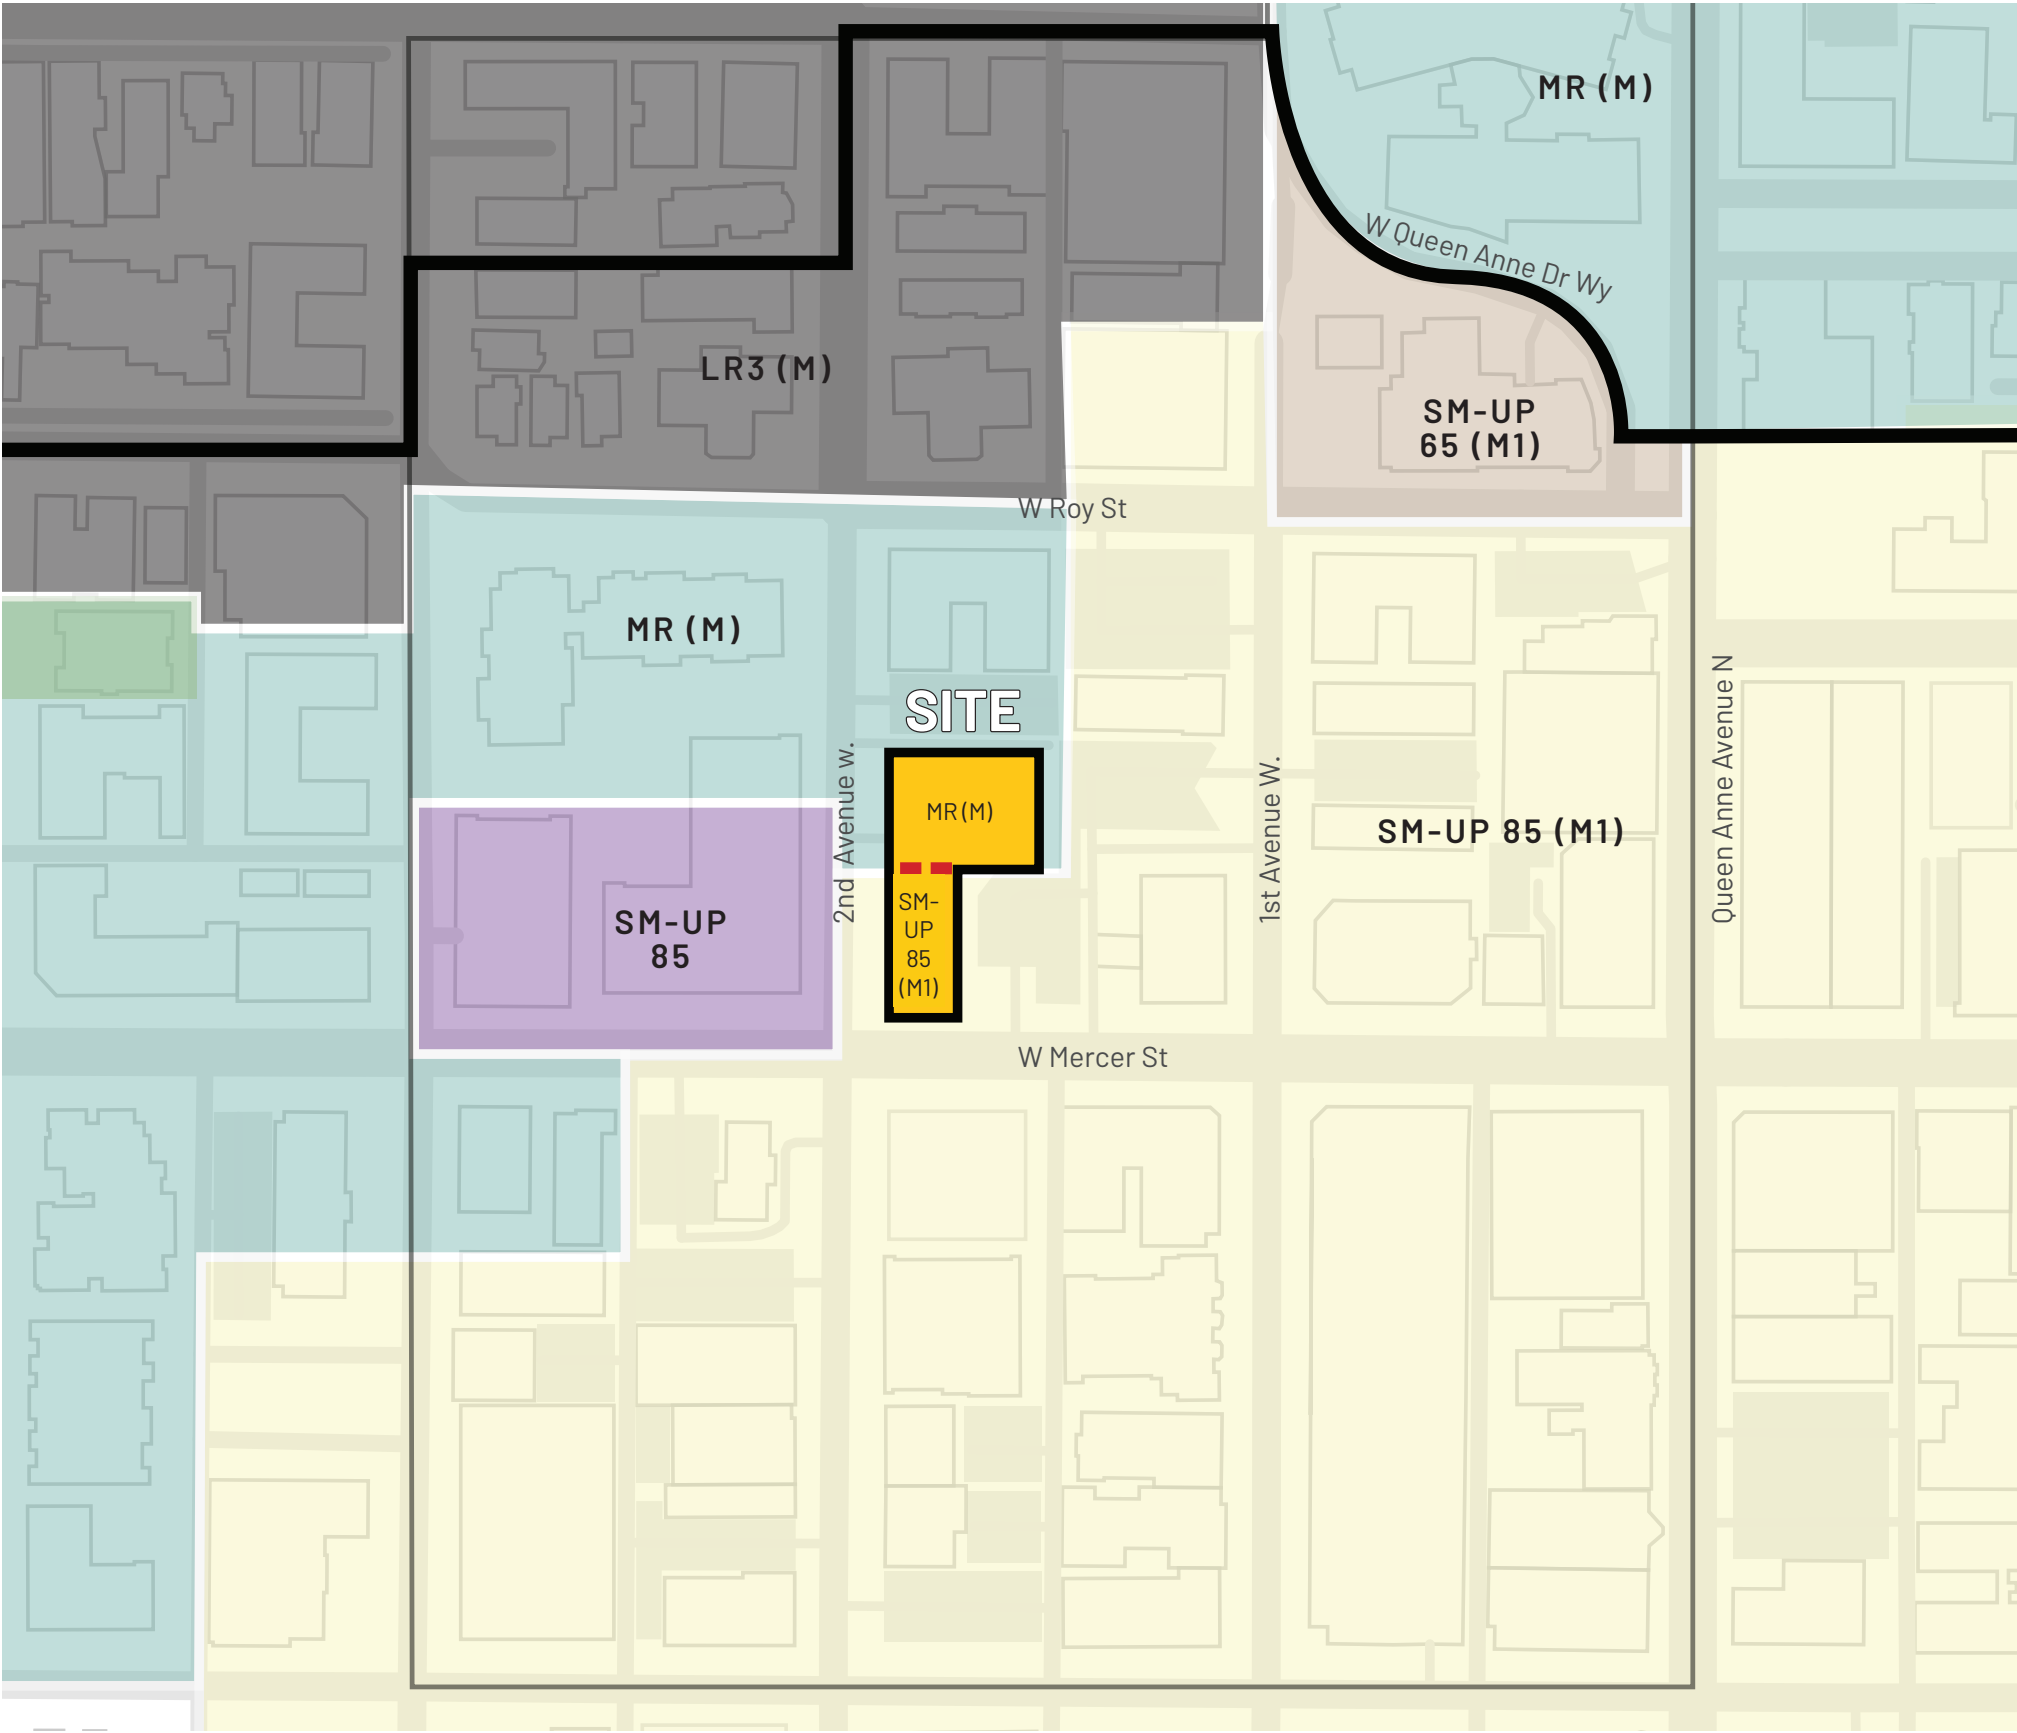 MR (M)
W Queen Anne Dr Wy
LR3 (M)
SM-UP
65 (M1)
W Roy St
MR (M)
SITE
2nd Avenue w.
MR (M)
1st Avenue W.
Queen Anne Avenue N
SM-UP 85 (M1)
SM-UP
85
SM-
UP
85
(M1)
W Mercer St